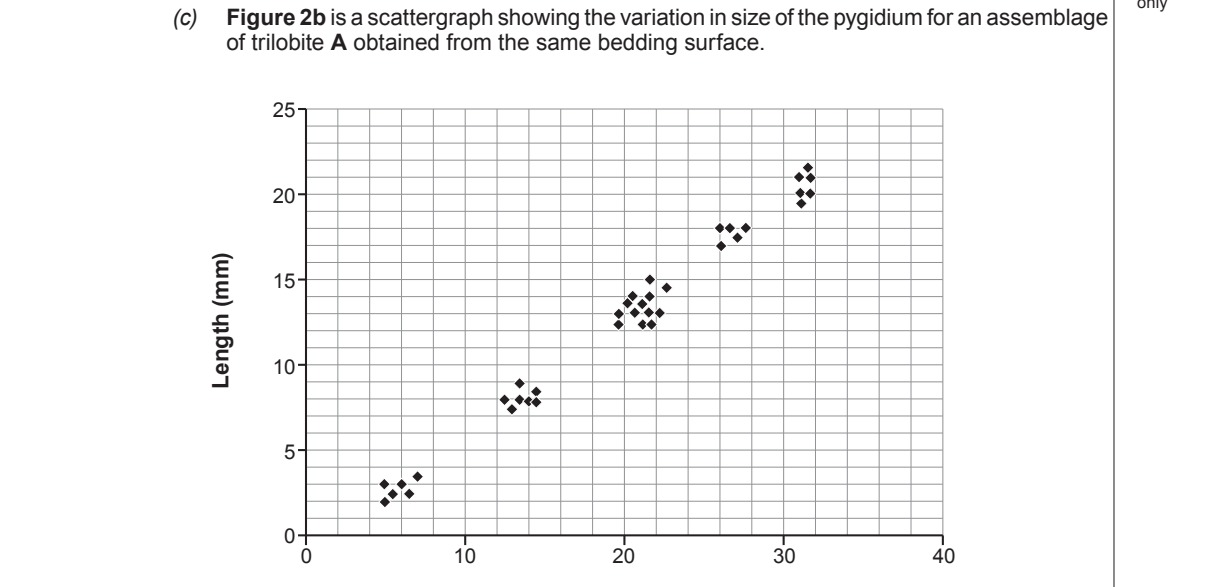 only
(c) Figure 2b is a scattergraph showing the variation in size of the pygidium for an assemblage
of trilobite A obtained from the same bedding surface.
25
20
15
10
5
0
Length (mm)
0 10 20 30 40